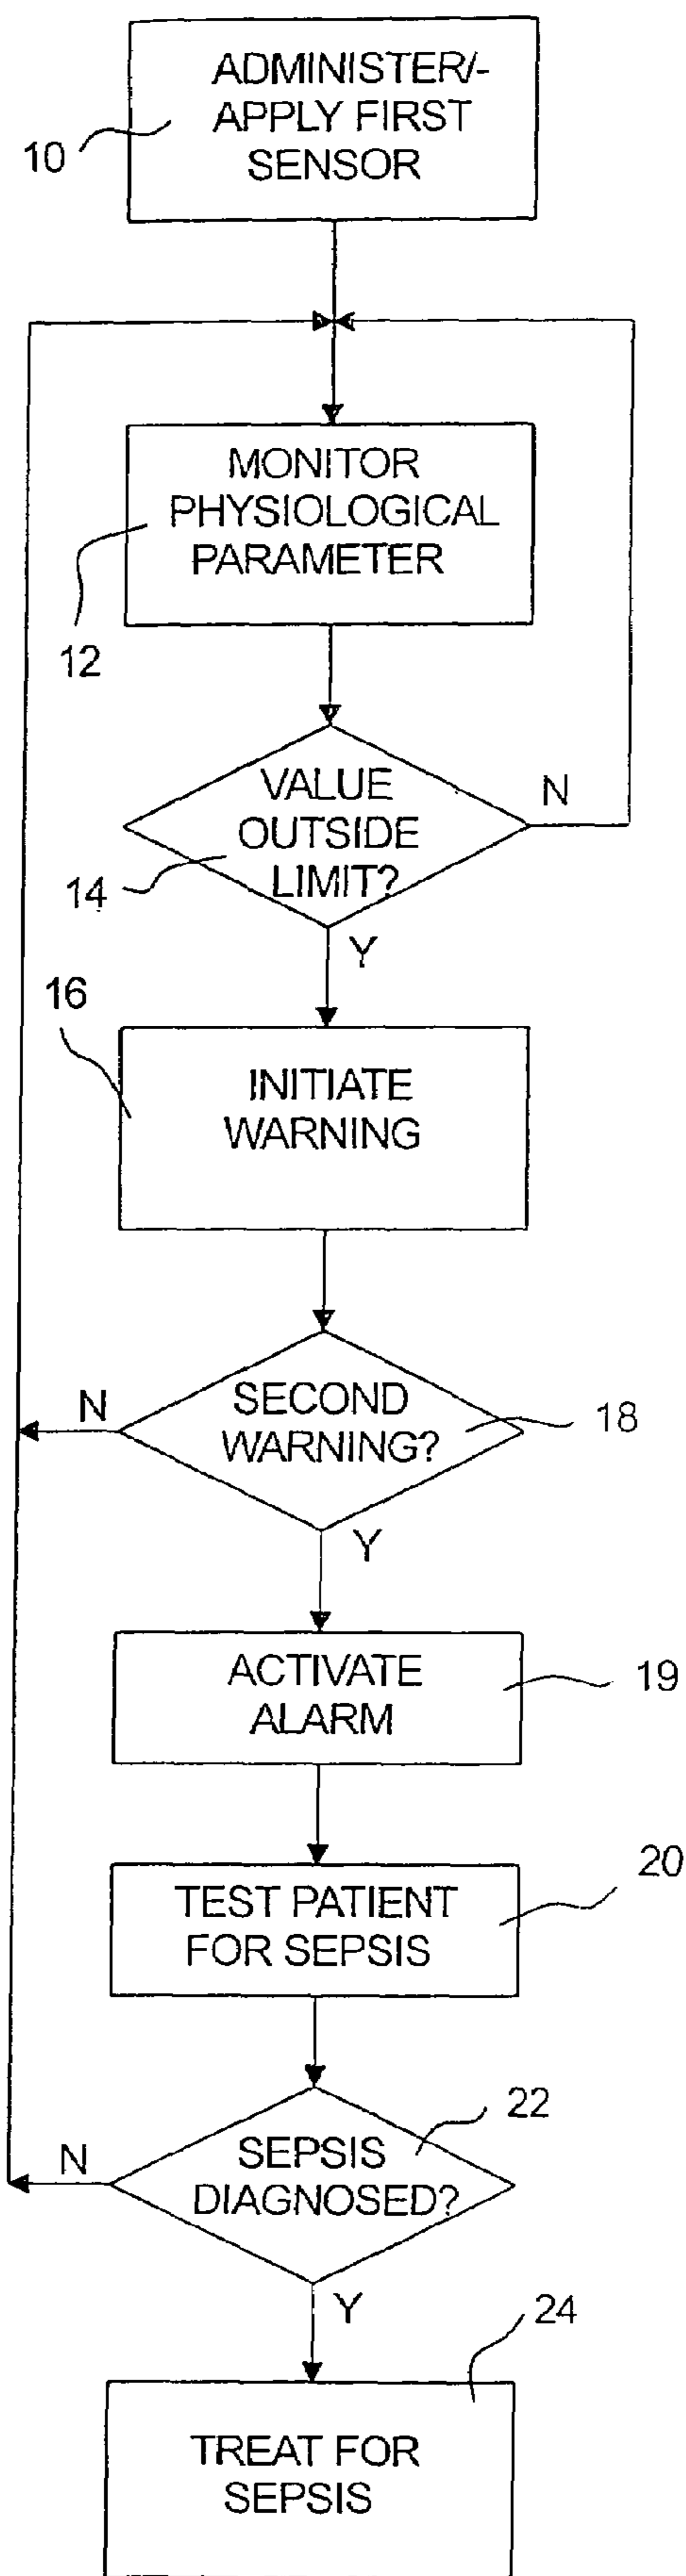 ADMINISTER/-
APPLY FIRST
SENSOR
10
MONITOR
PHYSIOLOGICAL
PARAMETER
12
VALUE
OUTSIDE
LIMIT?
N
14
Y
16
INITIATE
WARNING
N
SECOND
WARNING?
18
Y
ACTIVATE
ALARM
19
20
TEST PATIENT
FOR SEPSIS
22
N
SEPSIS
DIAGNOSED?
Y
24
TREAT FOR
SEPSIS